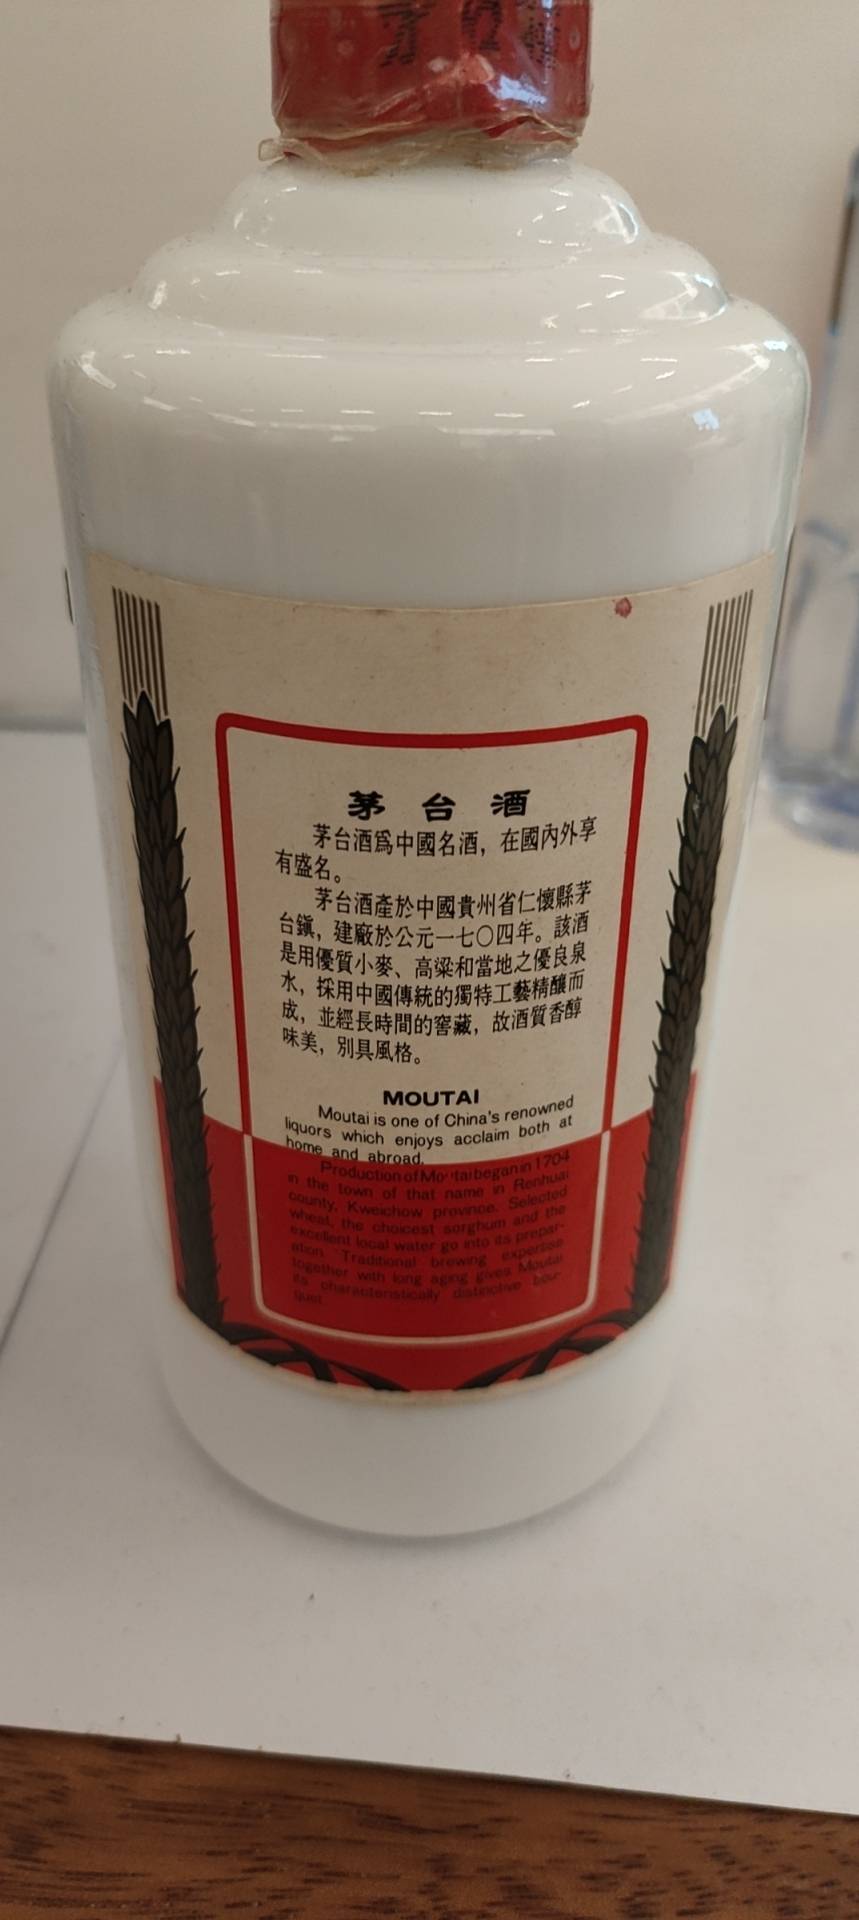 茅台酒
茅台酒爲中國名酒，在國內外享
有盛名。
茅台酒產於中國貴州省仁懷縣茅
台鎮，建廠於公元一七〇四年。該酒
是用優質小麥、高粱和當地之優良泉
水，採用中國傳統的獨特工藝精釀而
成，並經長時間的窖藏，故酒質香醇
味美，別具風格。
MOUTAI
Moutai is one of China's renowned
liquors which enjoys acclaim both at
home and abroad.
Production of Moutai began in 1704
in the town of that name in Renhuai
county, Kweichow province. Selected
wheat, the choicest sorghum and the
excellent local water go into its prepar-
ation Traditional brewing expertise
together with long aging gives Moutai
its characteristically distinctive bou-
quet